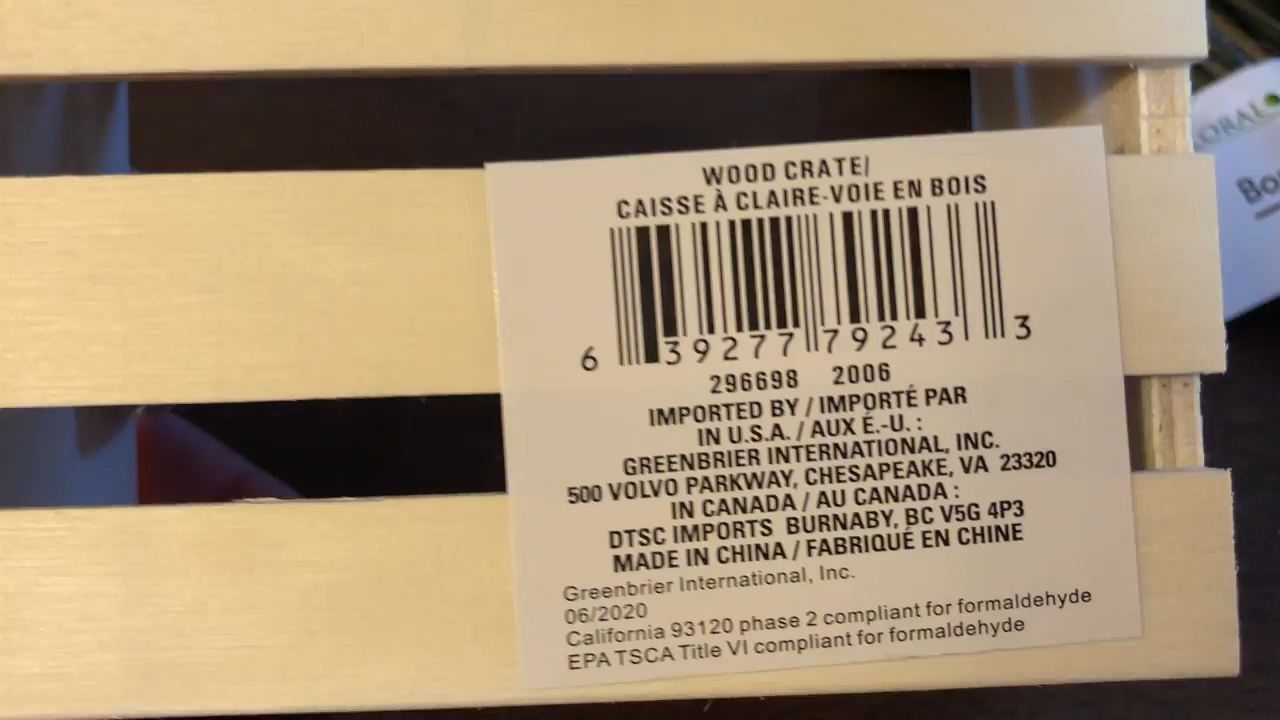 WOOD CRATE/
CAISSE À CLAIRE-VOIE EN BOIS
6 39277 79243 3
296698 2006
IMPORTED BY / IMPORTÉ PAR
IN U.S.A. / AUX É.-U. :
GREENBRIER INTERNATIONAL, INC.
500 VOLVO PARKWAY, CHESAPEAKE, VA 23320
IN CANADA / AU CANADA :
DTSC IMPORTS BURNABY, BC V5G 4P3
MADE IN CHINA / FABRIQUÉ EN CHINE
Greenbrier International, Inc.
06/2020
California 93120 phase 2 compliant for formaldehyde
EPA TSCA Title VI compliant for formaldehyde